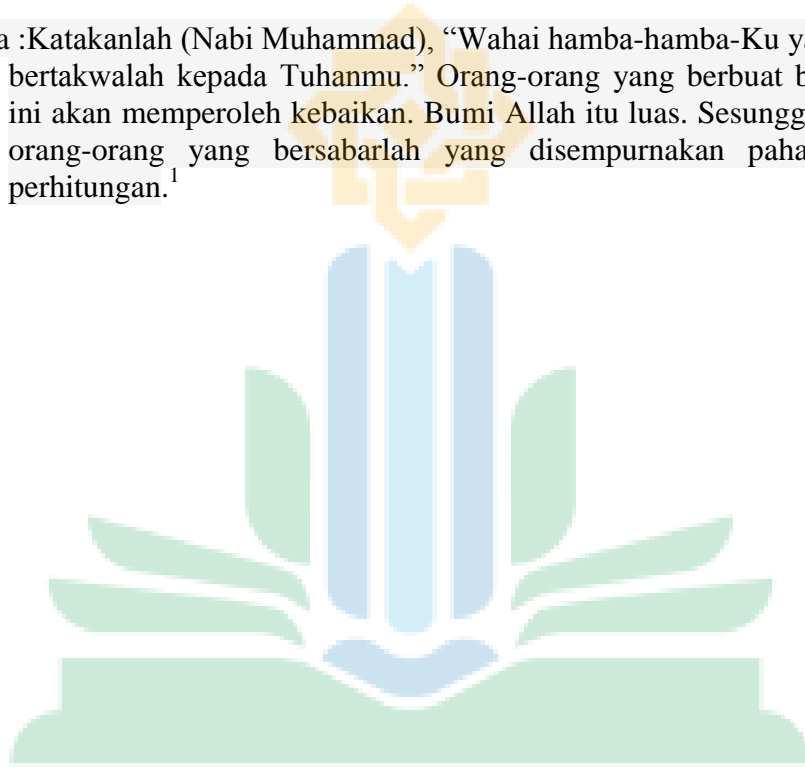 a :Katakanlah (Nabi Muhammad), “Wahai hamba-hamba-Ku ya
bertakwalah kepada Tuhanmu.” Orang-orang yang berbuat b
ini akan memperoleh kebaikan. Bumi Allah itu luas. Sesungg
orang-orang yang bersabarlah yang disempurnakan paha
perhitungan.¹